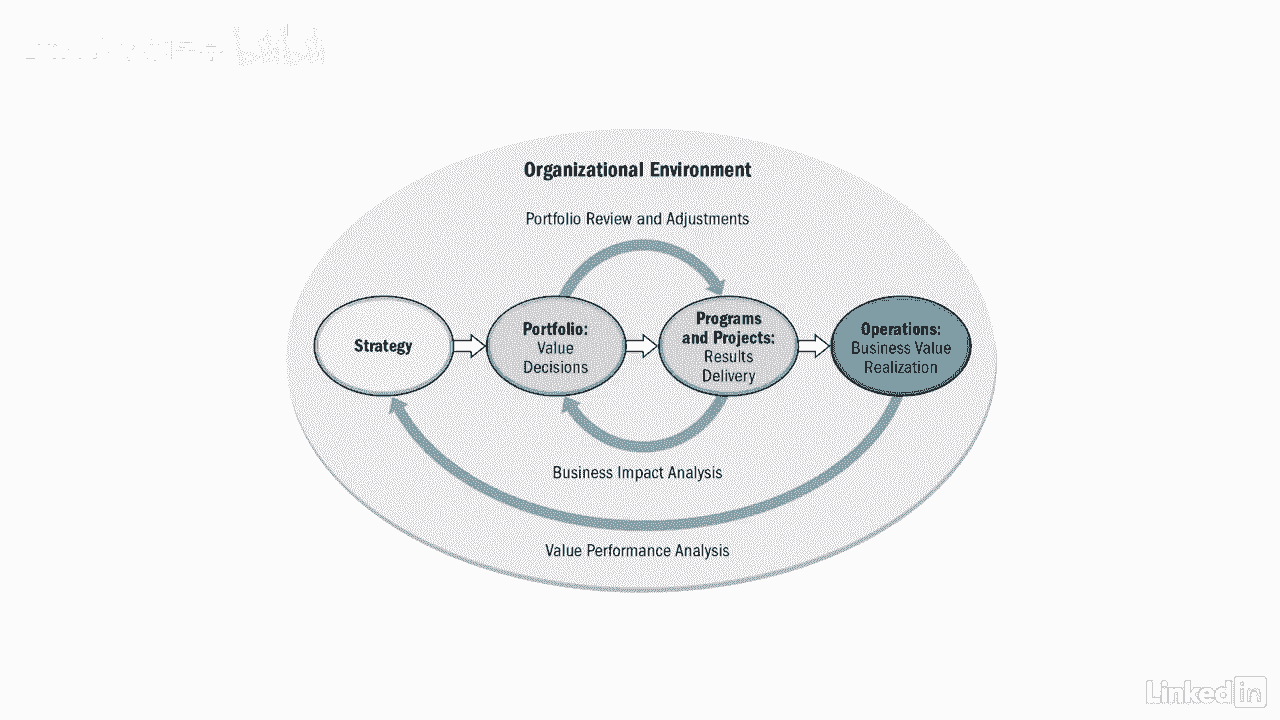 Organizational Environment
Portfolio Review and Adjustments
Strategy
Portfolio:
Value
Decisions
Programs
and Projects:
Results
Delivery
Operations:
Business Value
Realization
Business Impact Analysis
Value Performance Analysis
Linked in